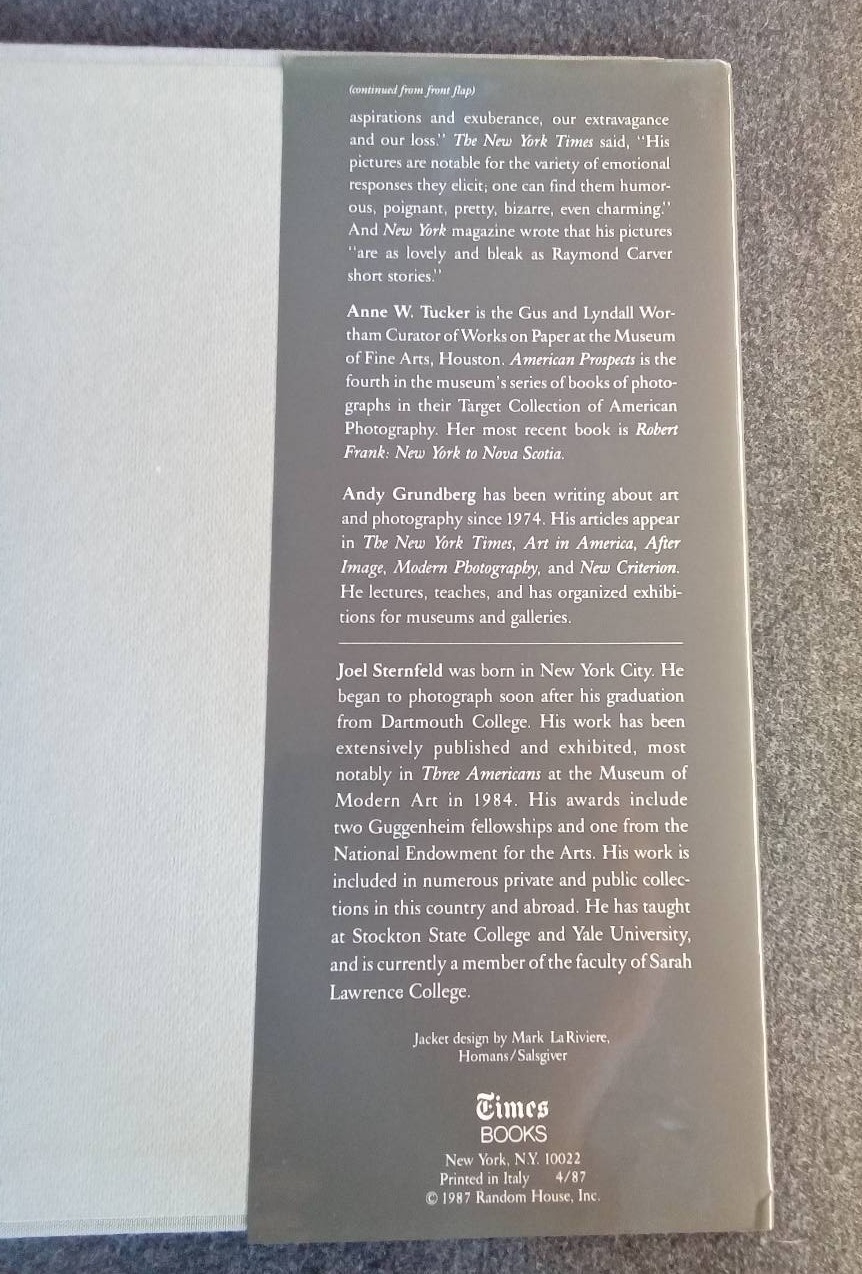 (continued from front flap)
aspirations and exuberance, our extravagance
and our loss." The New York Times said, "His
pictures are notable for the variety of emotional
responses they elicit; one can find them humor-
ous, poignant, pretty, bizarre, even charming."
And New York magazine wrote that his pictures
"are as lovely and bleak as Raymond Carver
short stories."
Anne W. Tucker is the Gus and Lyndall Wor-
tham Curator of Works on Paper at the Museum
of Fine Arts, Houston. American Prospects is the
fourth in the museum's series of books of photo-
graphs in their Target Collection of American
Photography. Her most recent book is Robert
Frank: New York to Nova Scotia.
Andy Grundberg has been writing about art
and photography since 1974. His articles appear
in The New York Times, Art in America, After
Image, Modern Photography, and New Criterion.
He lectures, teaches, and has organized exhibi-
tions for museums and galleries.
Joel Sternfeld was born in New York City. He
began to photograph soon after his graduation
from Dartmouth College. His work has been
extensively published and exhibited, most
notably in Three Americans at the Museum of
Modern Art in 1984. His awards include
two Guggenheim fellowships and one from the
National Endowment for the Arts. His work is
included in numerous private and public collec-
tions in this country and abroad. He has taught
at Stockton State College and Yale University,
and is currently a member of the faculty of Sarah
Lawrence College.
Jacket design by Mark LaRiviere,
Homans/Salsgiver
Times
BOOKS
New York, N.Y. 10022
Printed in Italy 4/87
© 1987 Random House, Inc.